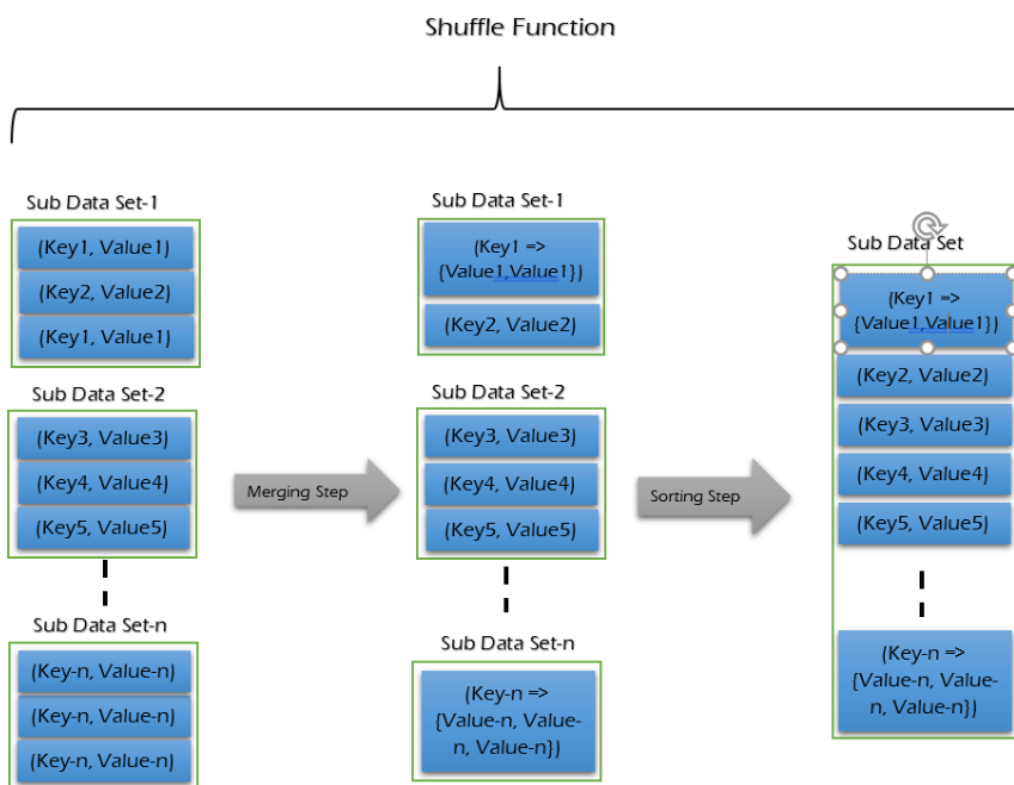 Shuffle Function
Sub Data Set-1
(Key1, Value1)
(Key2, Value2)
(Key1, Value1)
Sub Data Set-2
(Key3, Value3)
(Key4, Value4)
(Key5, Value5)
Sub Data Set-n
(Key-n, Value-n)
(Key-n, Value-n)
(Key-n, Value-n)
Merging Step
Sub Data Set-1
(Key1 =>
{Value1,Value1})
(Key2, Value2)
Sub Data Set-2
(Key3, Value3)
(Key4, Value4)
(Key5, Value5)
Sub Data Set-n
(Key-n =>
{Value-n, Value-
n, Value-n})
Sorting Step
Sub Data Set
(Key1 =>
{Value1,Value1})
(Key2, Value2)
(Key3, Value3)
(Key4, Value4)
(Key5, Value5)
(Key-n =>
{Value-n, Value-
n, Value-n})